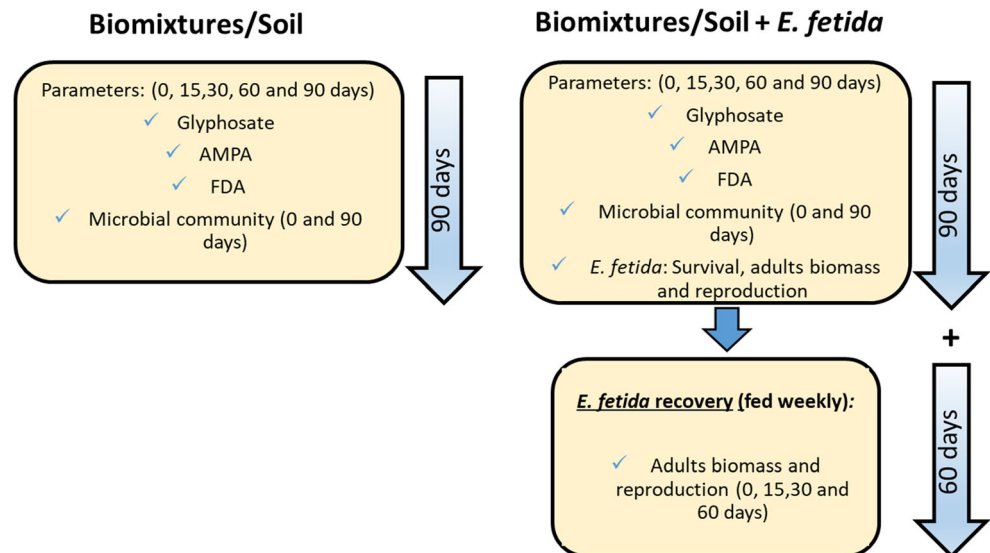 Biomixtures/Soil
Parameters: (0, 15,30, 60 and 90 days)
✓ Glyphosate
✓ AMPA
✓ FDA
✓ Microbial community (0 and 90
days)
90 days
Biomixtures/Soil + E. fetida
Parameters: (0, 15,30, 60 and 90 days)
✓ Glyphosate
✓ AMPA
✓ FDA
✓ Microbial community (0 and 90
days)
✓ E. fetida: Survival, adults biomass
and reproduction
90 days
+
E. fetida recovery (fed weekly):
✓ Adults biomass and
reproduction (0, 15,30 and
60 days)
60 days